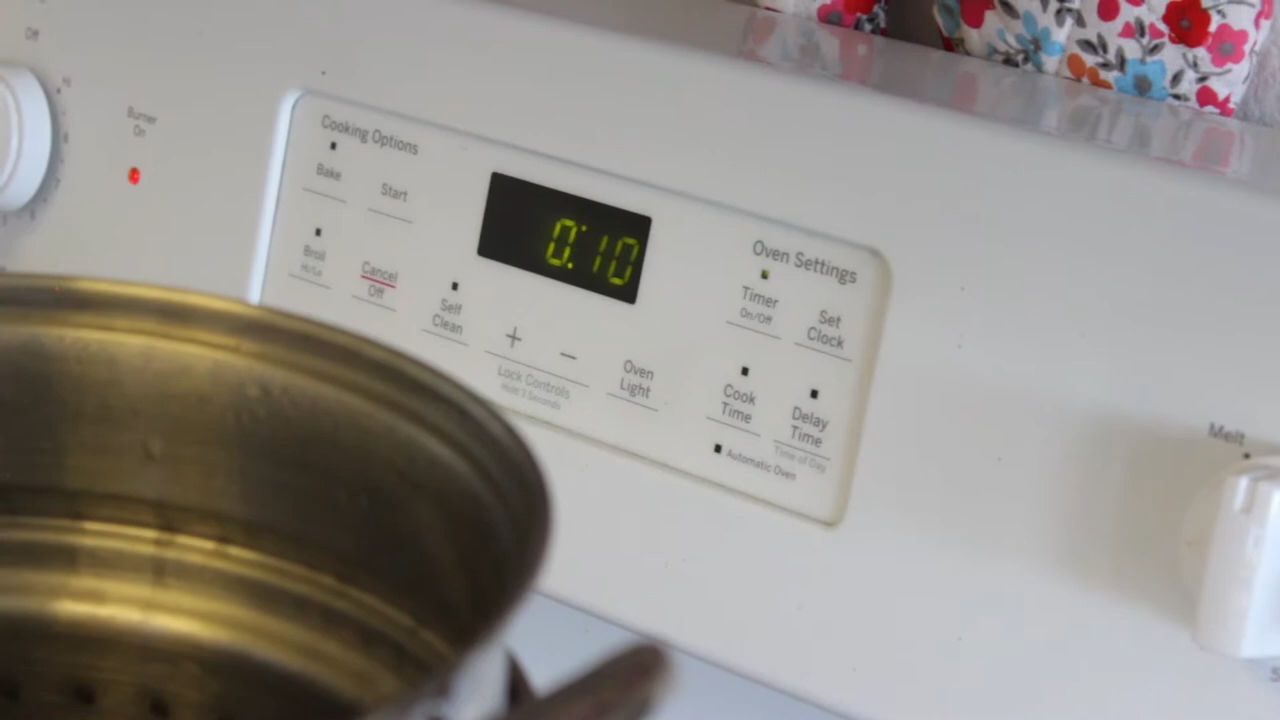 Off
Burner
On
Cooking Options
Bake
Start
Broil
Hi/Lo
Cancel
Off
Self
Clean
0:10
+ −
Lock Controls
Hold 3 Seconds
Oven
Light
Oven Settings
Timer
On/Off
Set
Clock
Cook
Time
Delay
Time
Time of Day
Automatic Oven
Melt